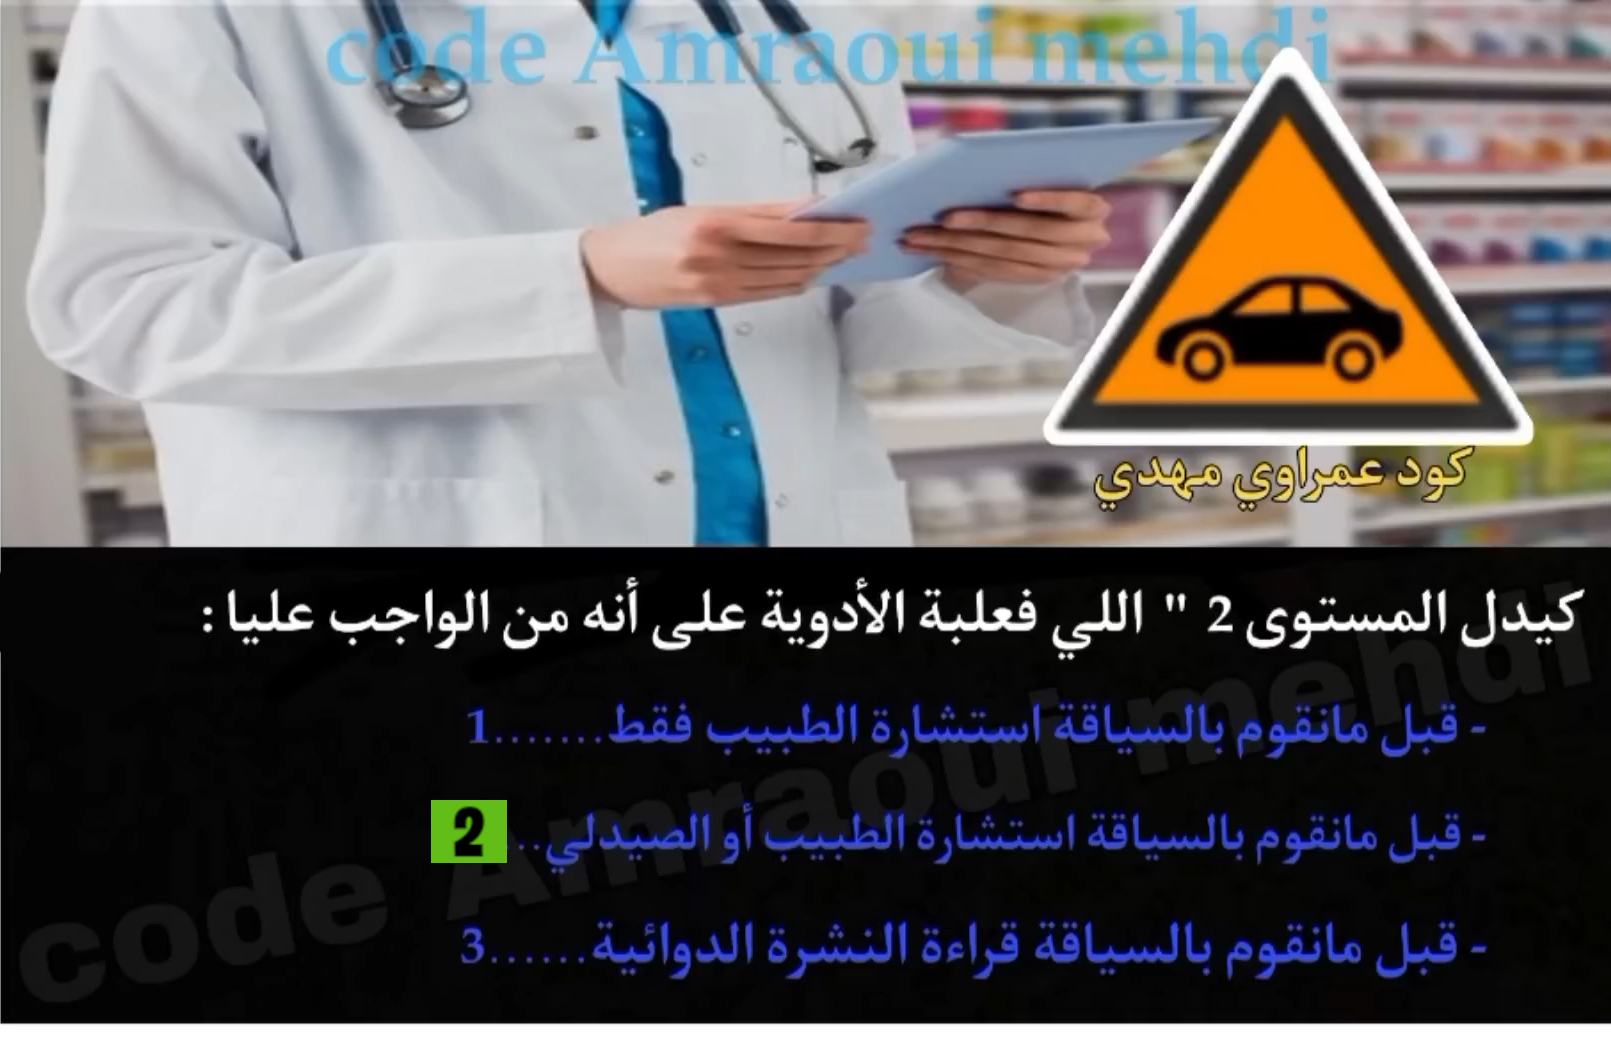 code Amraoui mehdi
كود عمراوي مهدي
كيدل المستوى 2 " اللي فعلبة الأدوية على أنه من الواجب عليا :
- قبل مانقوم بالسياقة استشارة الطبيب فقط.......1
- قبل مانقوم بالسياقة استشارة الطبيب أو الصيدلي.. 2
- قبل مانقوم بالسياقة قراءة النشرة الدوائية......3
code Amraoui mehdi